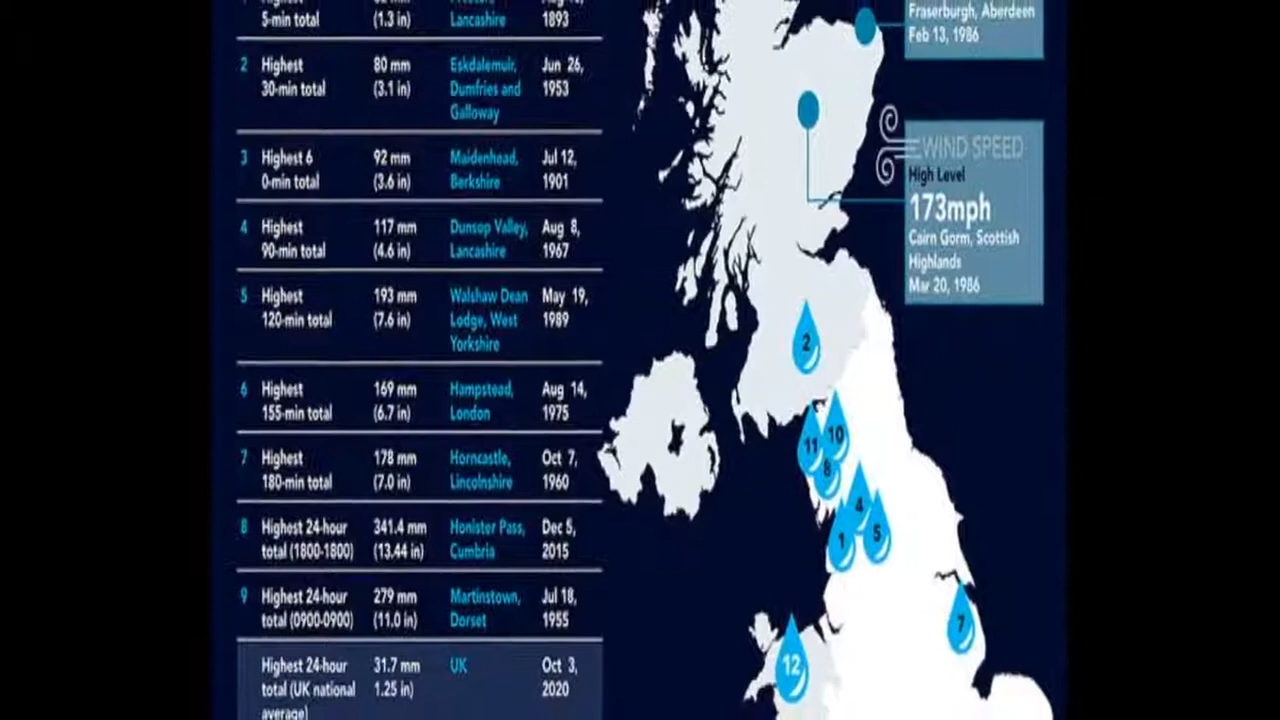 5-min total (1.3 in) Lancashire 1893
2 Highest 80 mm Eskdalemuir, Jun 26,
30-min total (3.1 in) Dumfries and 1953
Galloway
3 Highest 6 92 mm Maidenhead, Jul 12,
0-min total (3.6 in) Berkshire 1901
4 Highest 117 mm Dunsop Valley, Aug 8,
90-min total (4.6 in) Lancashire 1967
5 Highest 193 mm Walshaw Dean May 19,
120-min total (7.6 in) Lodge, West 1989
Yorkshire
6 Highest 169 mm Hampstead, Aug 14,
155-min total (6.7 in) London 1975
7 Highest 178 mm Horncastle, Oct 7,
180-min total (7.0 in) Lincolnshire 1960
8 Highest 24-hour 341.4 mm Honister Pass, Dec 5,
total (1800-1800) (13.44 in) Cumbria 2015
9 Highest 24-hour 279 mm Martinstown, Jul 18,
total (0900-0900) (11.0 in) Dorset 1955
Highest 24-hour 31.7 mm UK Oct 3,
total (UK national 1.25 in) 2020
average)
Fraserburgh, Aberdeen
Feb 13, 1986
WIND SPEED
High Level
173mph
Cairn Gorm, Scottish
Highlands
Mar 20, 1986
2
11
10
8
4
1
5
7
12